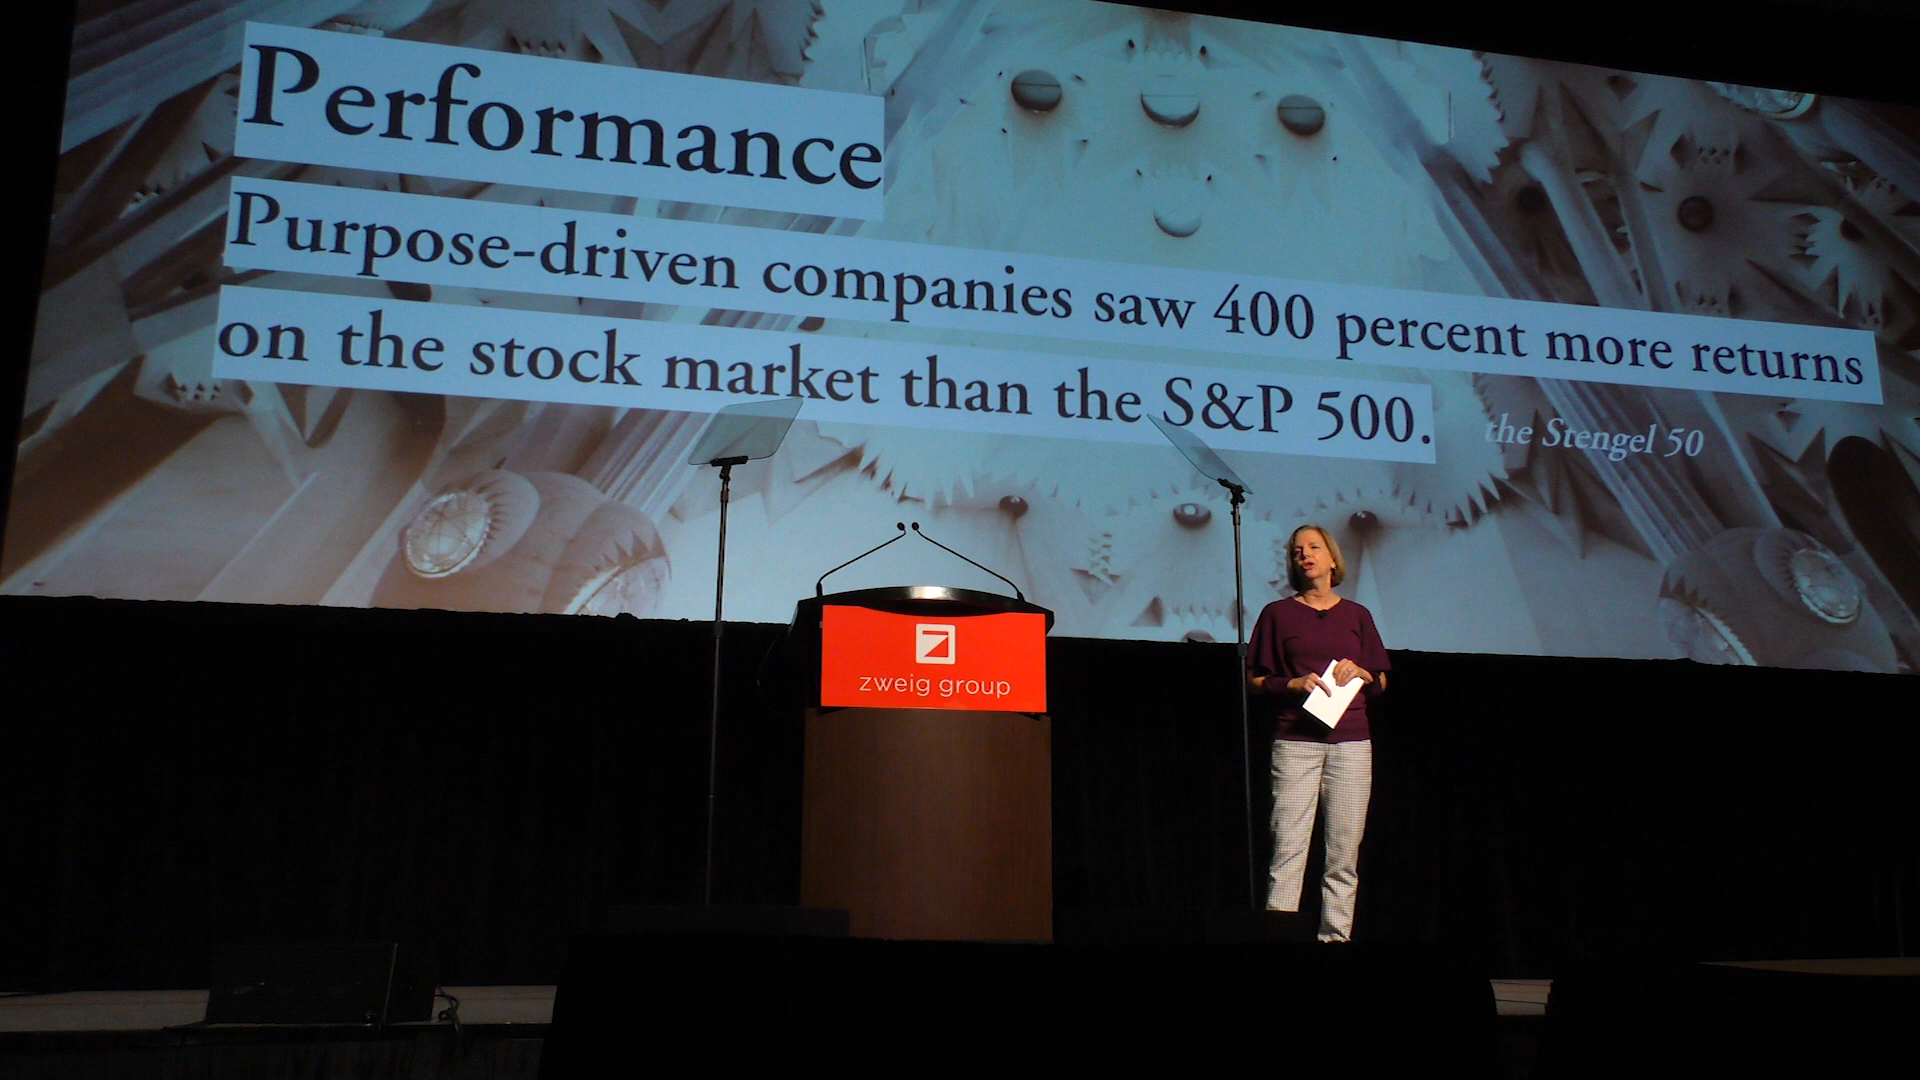 Performance
Purpose-driven companies saw 400 percent more returns
on the stock market than the S&P 500.
the Stengel 50
zweig group